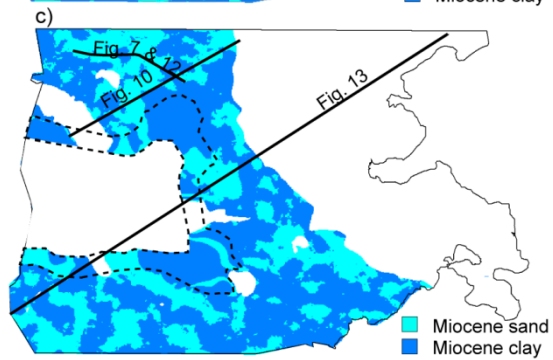 Miocene clay
c)
Fig. 7 & 12
Fig. 10
Fig. 13
Miocene sand
Miocene clay